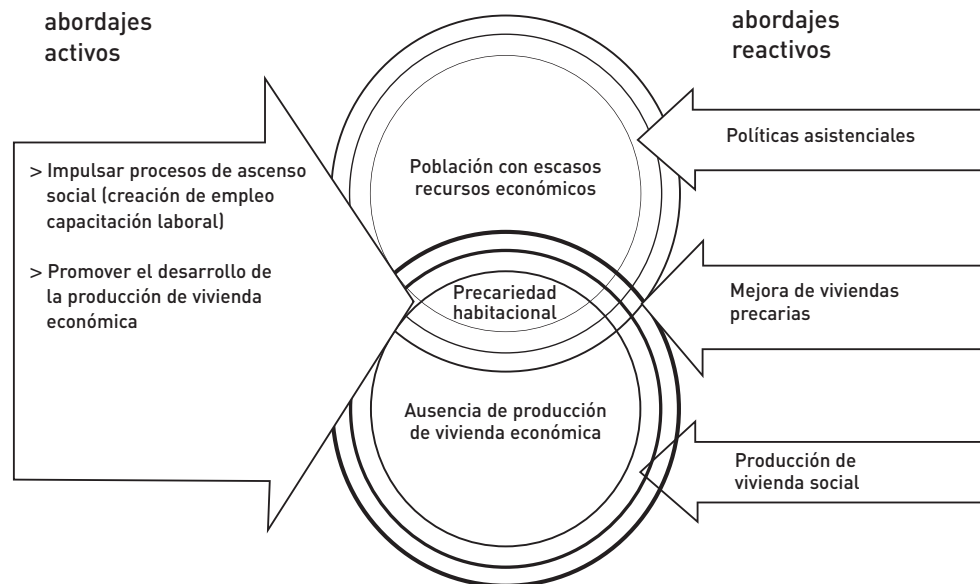 abordajes
activos
> Impulsar procesos de ascenso
social (creación de empleo
capacitación laboral)
> Promover el desarrollo de
la producción de vivienda
económica
Población con escasos
recursos económicos
Precariedad
habitacional
Ausencia de producción
de vivienda económica
abordajes
reactivos
Políticas asistenciales
Mejora de viviendas
precarias
Producción de
vivienda social